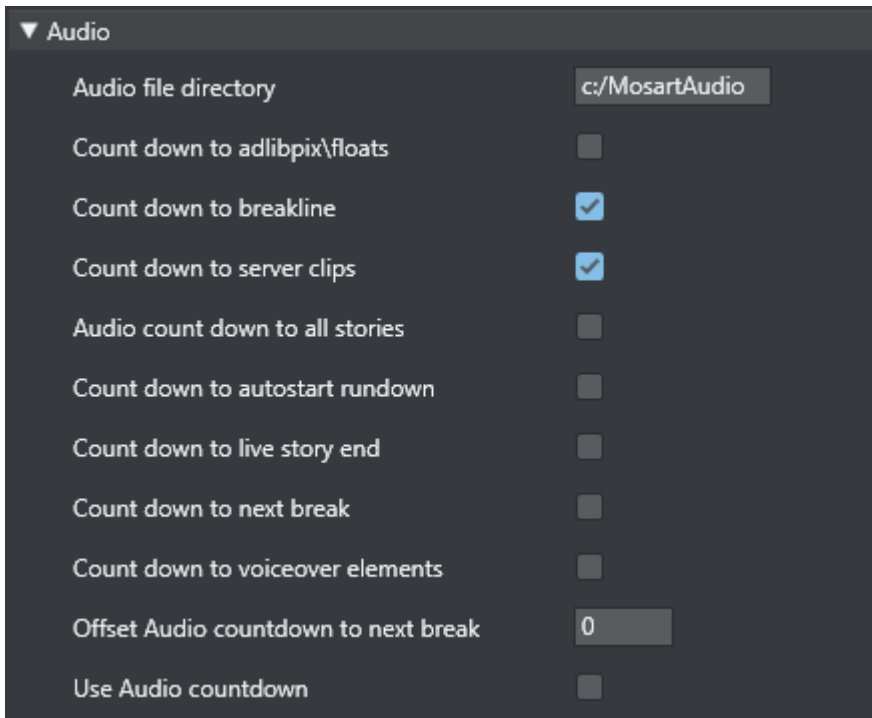 Audio
Audio file directory c:/MosartAudio
Count down to adlibpix\floats
Count down to breakline
Count down to server clips
Audio count down to all stories
Count down to autostart rundown
Count down to live story end
Count down to next break
Count down to voiceover elements
Offset Audio countdown to next break 0
Use Audio countdown